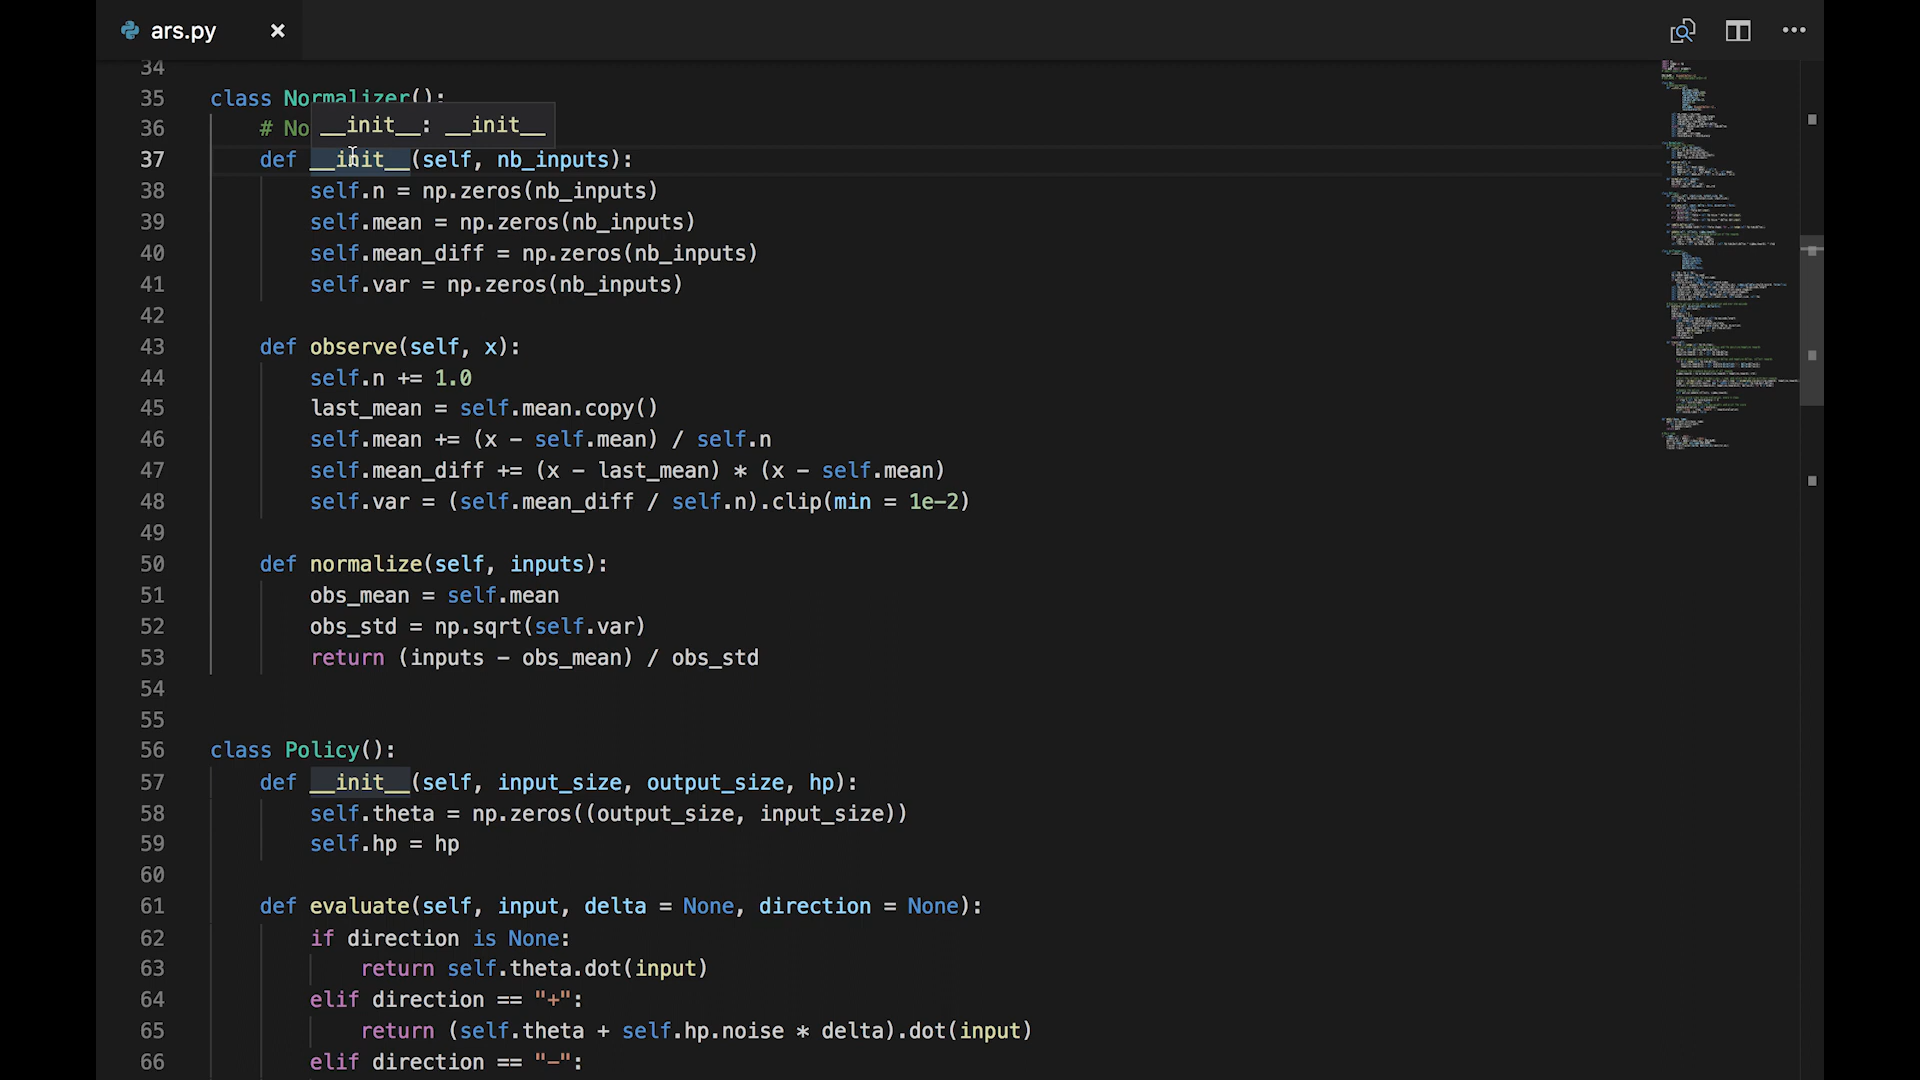 ars.py
34
35 class Normalizer():
36 # No
__init__: __init__
37 def __init__(self, nb_inputs):
38 self.n = np.zeros(nb_inputs)
39 self.mean = np.zeros(nb_inputs)
40 self.mean_diff = np.zeros(nb_inputs)
41 self.var = np.zeros(nb_inputs)
42
43 def observe(self, x):
44 self.n += 1.0
45 last_mean = self.mean.copy()
46 self.mean += (x - self.mean) / self.n
47 self.mean_diff += (x - last_mean) * (x - self.mean)
48 self.var = (self.mean_diff / self.n).clip(min = 1e-2)
49
50 def normalize(self, inputs):
51 obs_mean = self.mean
52 obs_std = np.sqrt(self.var)
53 return (inputs - obs_mean) / obs_std
54
55
56 class Policy():
57 def __init__(self, input_size, output_size, hp):
58 self.theta = np.zeros((output_size, input_size))
59 self.hp = hp
60
61 def evaluate(self, input, delta = None, direction = None):
62 if direction is None:
63 return self.theta.dot(input)
64 elif direction == "+":
65 return (self.theta + self.hp.noise * delta).dot(input)
66 elif direction == "-":